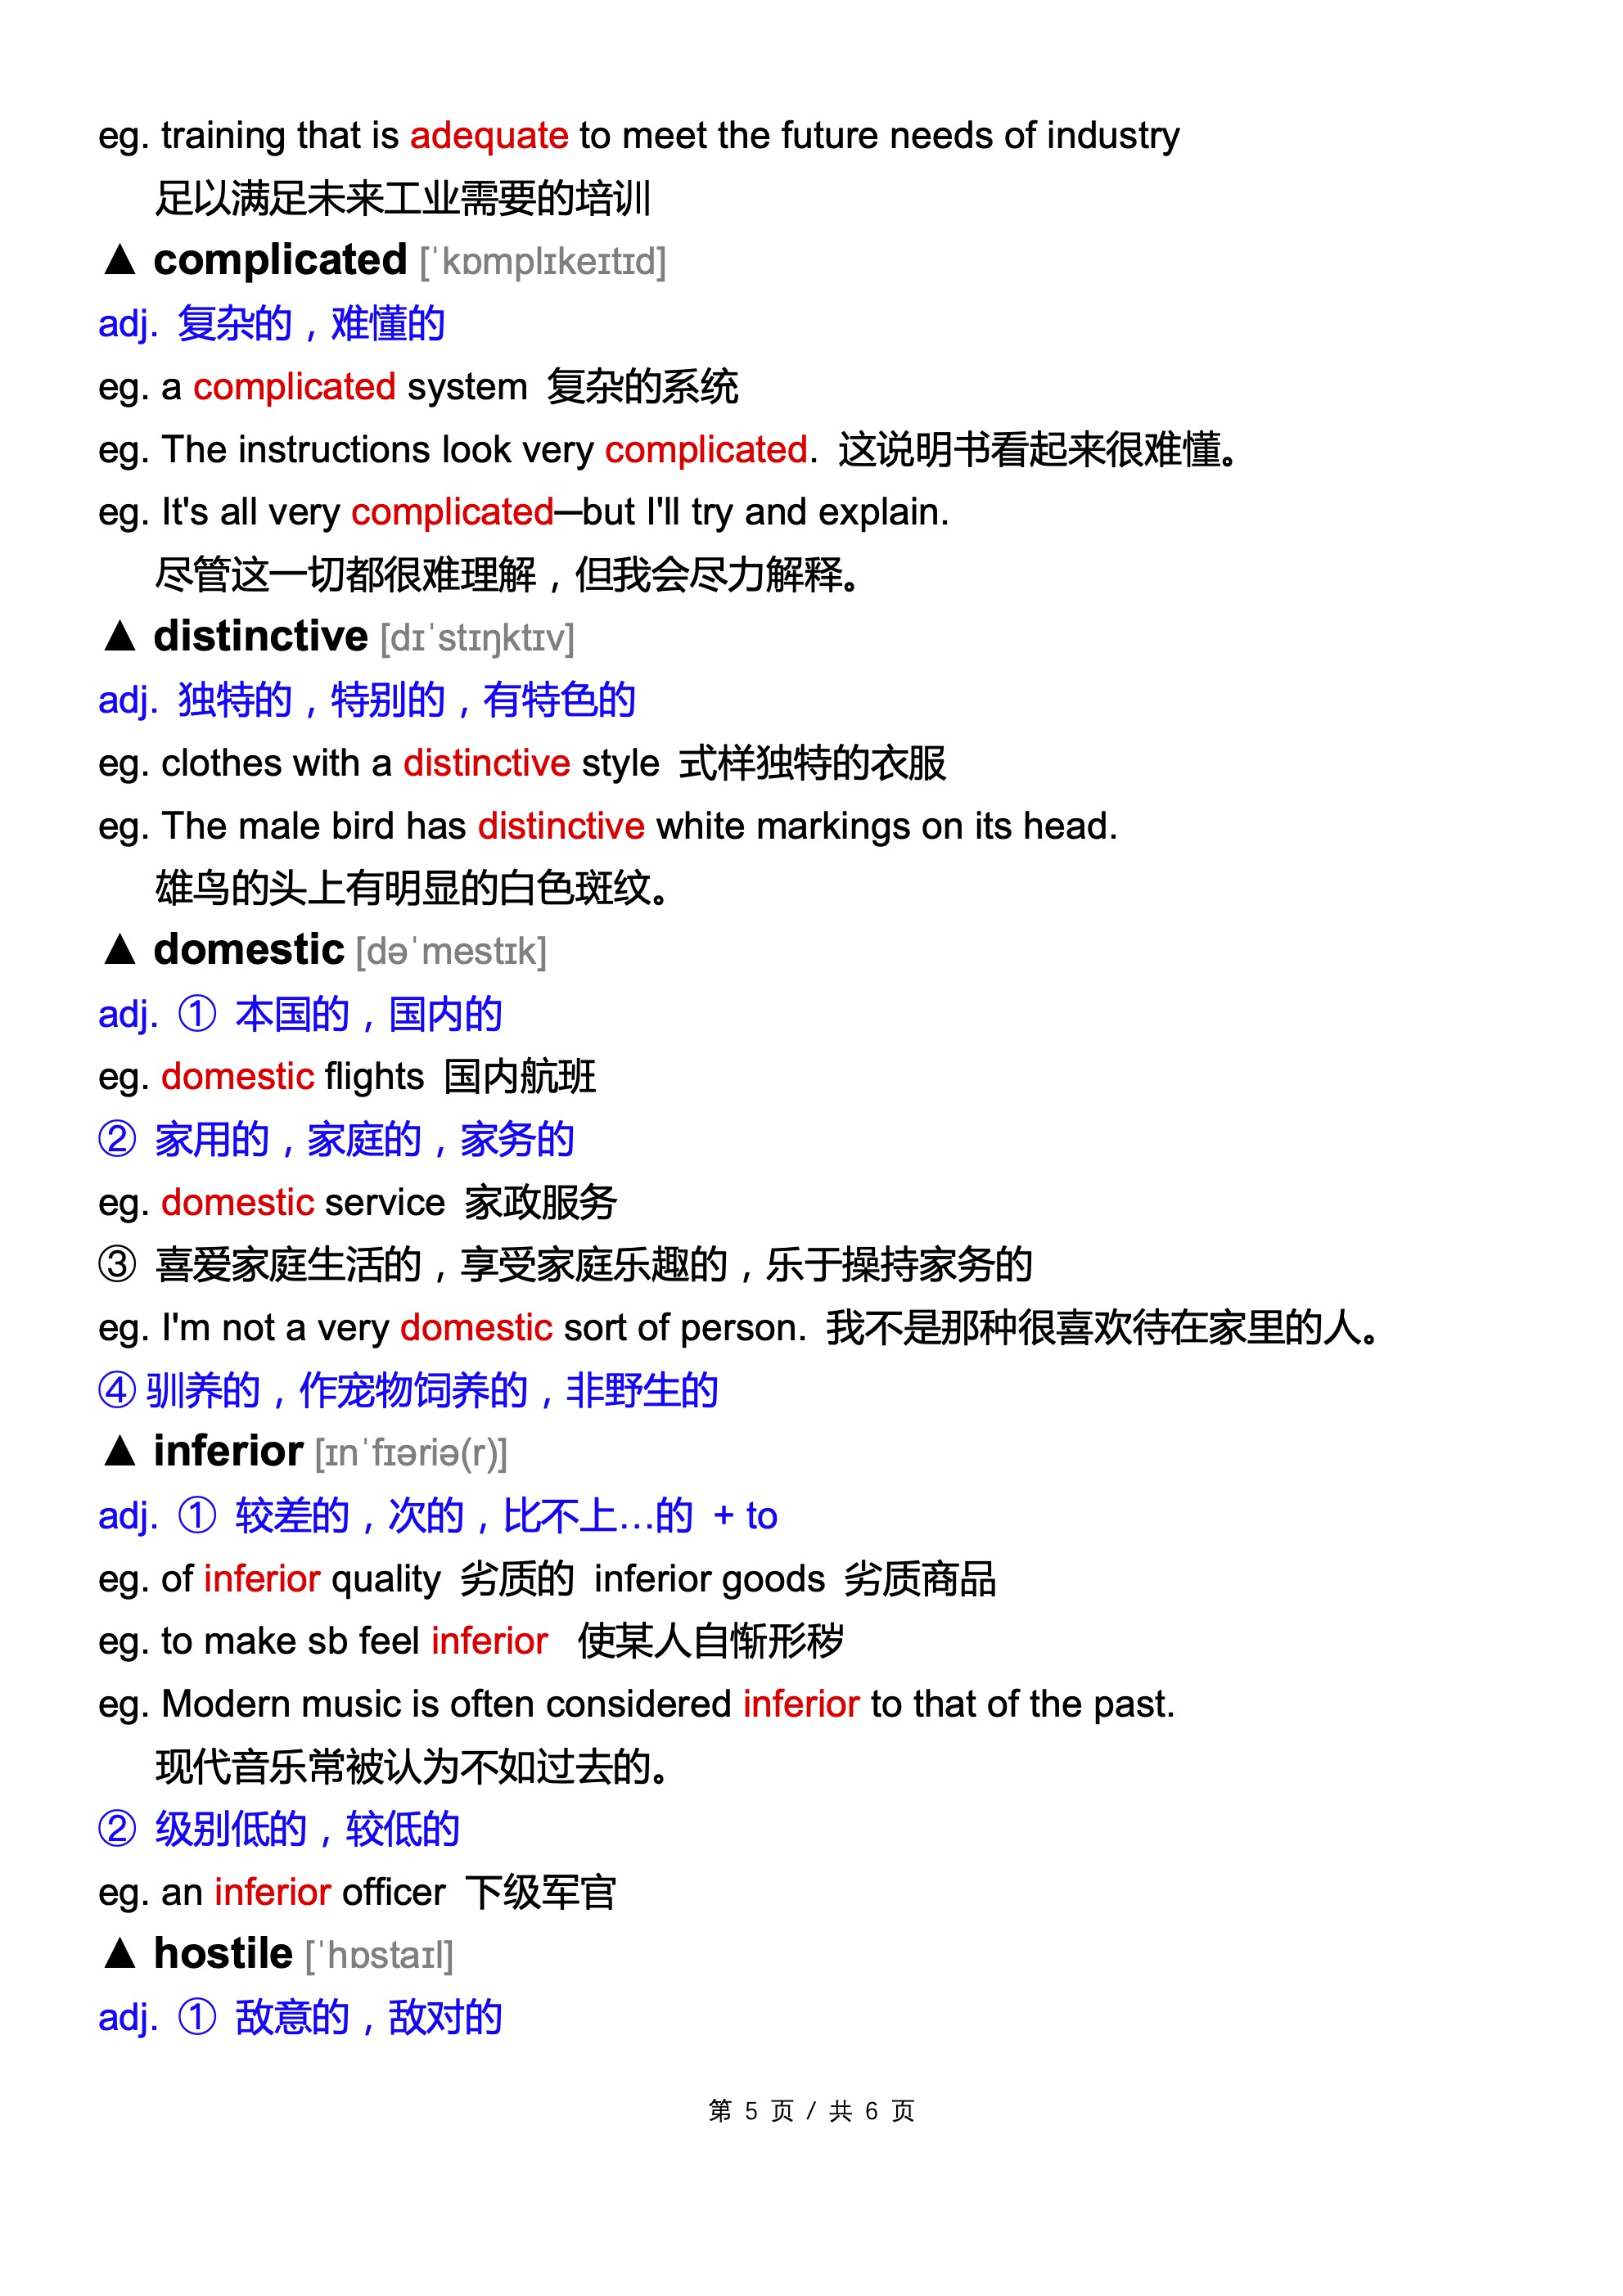 eg. training that is adequate to meet the future needs of industry
足以满足未来工业需要的培训
▲ complicated [ˈkɒmplɪkeɪtɪd]
adj. 复杂的，难懂的
eg. a complicated system 复杂的系统
eg. The instructions look very complicated. 这说明书看起来很难懂。
eg. It's all very complicated—but I'll try and explain.
尽管这一切都很难理解，但我会尽力解释。
▲ distinctive [dɪˈstɪŋktɪv]
adj. 独特的，特别的，有特色的
eg. clothes with a distinctive style 式样独特的衣服
eg. The male bird has distinctive white markings on its head.
雄鸟的头上有明显的白色斑纹。
▲ domestic [dəˈmestɪk]
adj. ① 本国的，国内的
eg. domestic flights 国内航班
② 家用的，家庭的，家务的
eg. domestic service 家政服务
③ 喜爱家庭生活的，享受家庭乐趣的，乐于操持家务的
eg. I'm not a very domestic sort of person. 我不是那种很喜欢待在家里的人。
④ 驯养的，作宠物饲养的，非野生的
▲ inferior [ɪnˈfɪəriə(r)]
adj. ① 较差的，次的，比不上…的 + to
eg. of inferior quality 劣质的 inferior goods 劣质商品
eg. to make sb feel inferior 使某人自惭形秽
eg. Modern music is often considered inferior to that of the past.
现代音乐常被认为不如过去的。
② 级别低的，较低的
eg. an inferior officer 下级军官
▲ hostile [ˈhɒstaɪl]
adj. ① 敌意的，敌对的
第 5 页 / 共 6 页